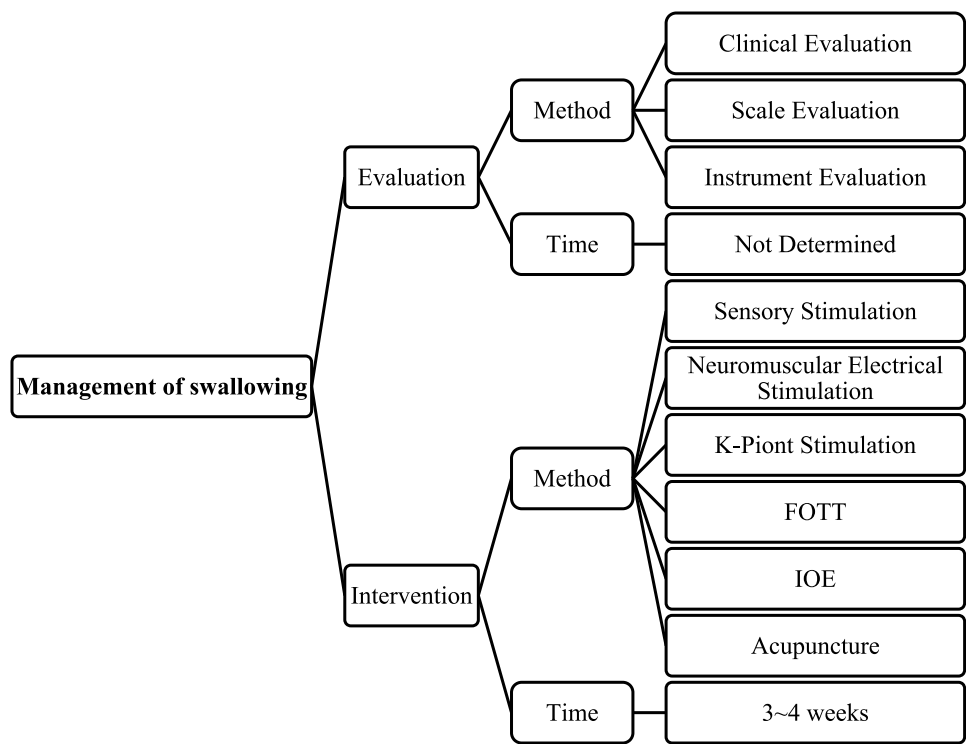 Management of swallowing
Evaluation
Method
Clinical Evaluation
Scale Evaluation
Instrument Evaluation
Time
Not Determined
Intervention
Method
Sensory Stimulation
Neuromuscular Electrical
Stimulation
K-Piont Stimulation
FOTT
IOE
Acupuncture
Time
3~4 weeks